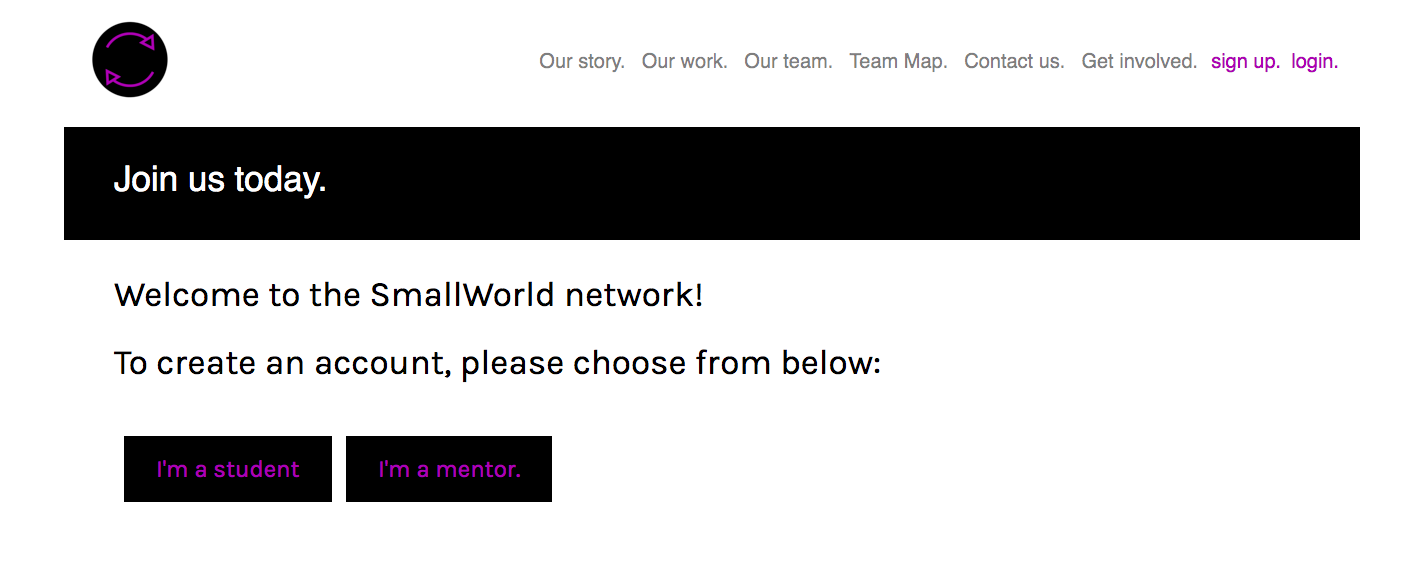 Our story. Our work. Our team. Team Map. Contact us. Get involved. sign up. login.
Join us today.
Welcome to the SmallWorld network!
To create an account, please choose from below:
I'm a student I'm a mentor.